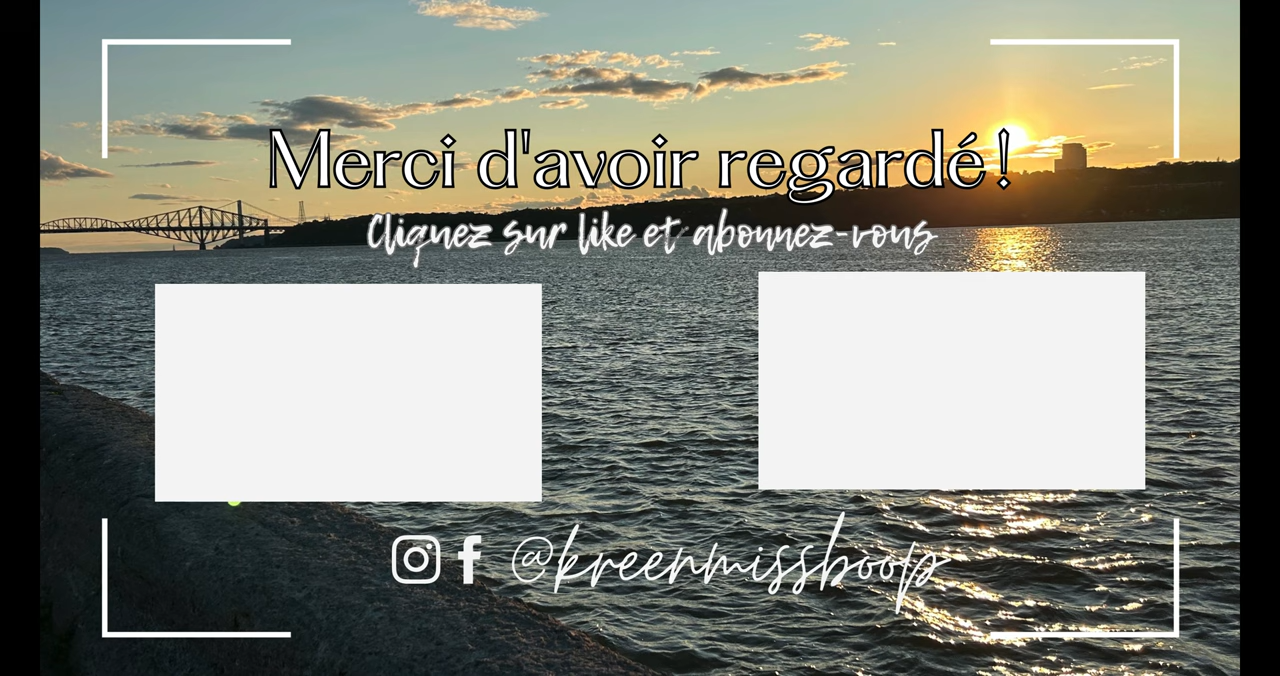 Merci d'avoir regardé!
Cliquez sur like et abonnez-vous
@kreenmissboop